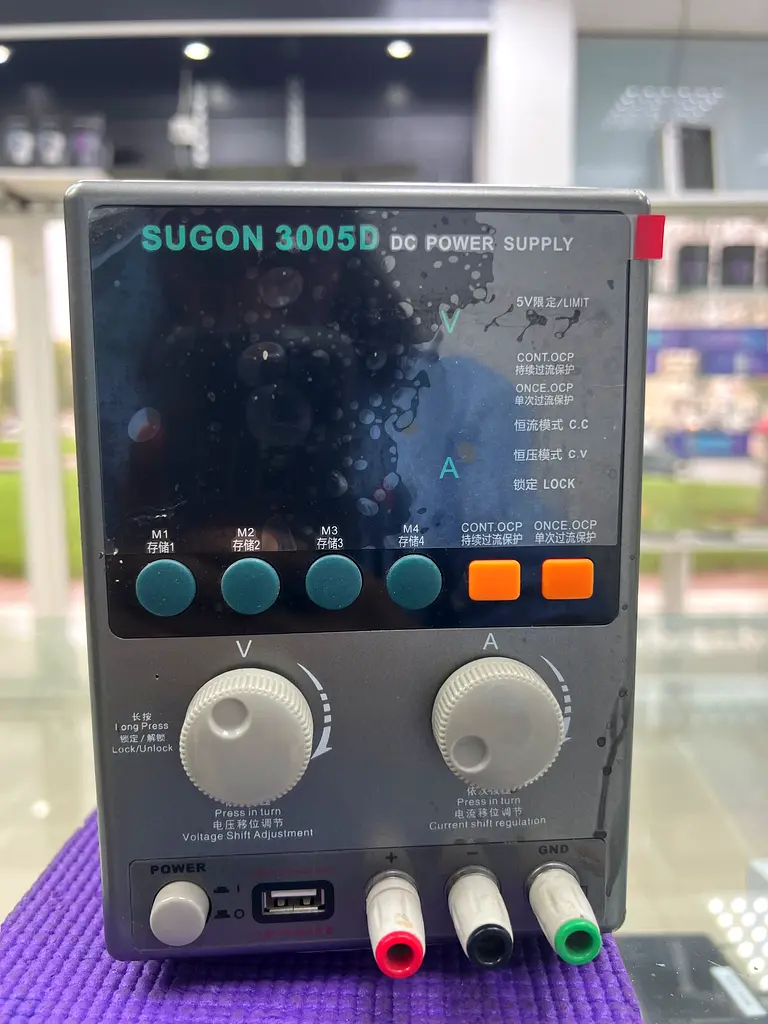 SUGON 3005D DC POWER SUPPLY
V
5V限定/LIMIT
CONT.OCP
持续过流保护
ONCE.OCP
单次过流保护
恒流模式 C.C
恒压模式 C.V
A
锁定 LOCK
M1
存储1
M2
存储2
M3
存储3
M4
存储4
CONT.OCP
持续过流保护
ONCE.OCP
单次过流保护
V
A
长按
Long Press
锁定/解锁
Lock/Unlock
Press in turn
电压移位调节
Voltage Shift Adjustment
Press in turn
电流移位调节
Current shift regulation
POWER
I
O
+
−
GND